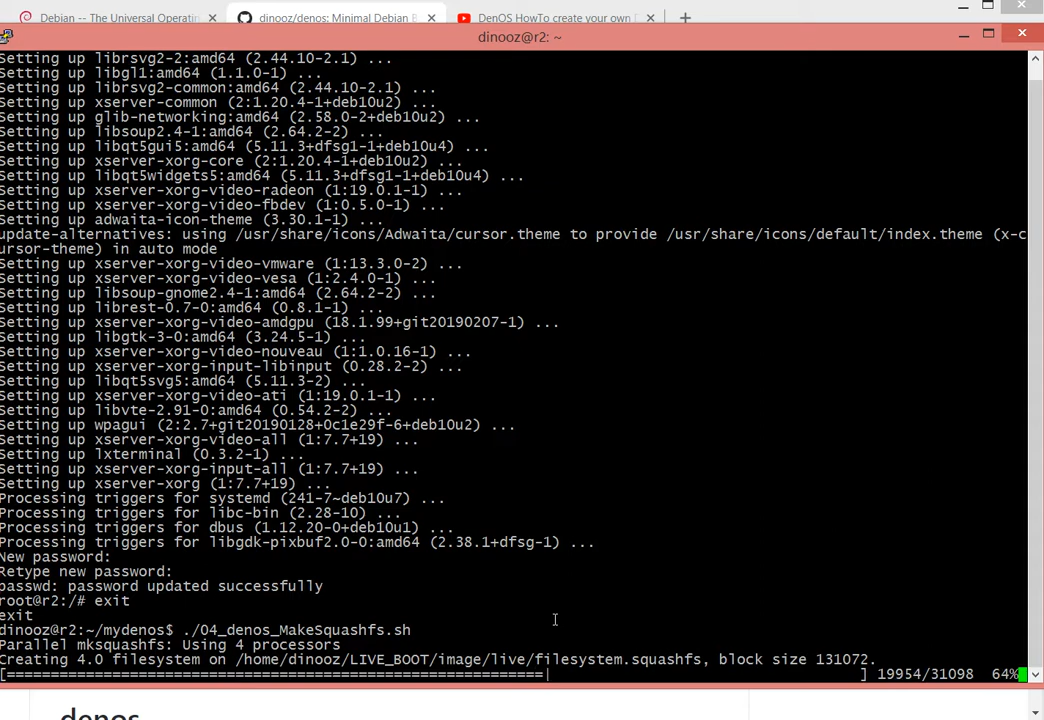 Debian -- The Universal Operatin
dinooz/denos: Minimal Debian B
DenOS HowTo create your own D
dinooz@r2: ~
Setting up librsvg2-2:amd64 (2.44.10-2.1) ...
Setting up libgl1:amd64 (1.1.0-1) ...
Setting up librsvg2-common:amd64 (2.44.10-2.1) ...
Setting up xserver-common (2:1.20.4-1+deb10u2) ...
Setting up glib-networking:amd64 (2.58.0-2+deb10u2) ...
Setting up libsoup2.4-1:amd64 (2.64.2-2) ...
Setting up libqt5gui5:amd64 (5.11.3+dfsg1-1+deb10u4) ...
Setting up xserver-xorg-core (2:1.20.4-1+deb10u2) ...
Setting up libqt5widgets5:amd64 (5.11.3+dfsg1-1+deb10u4) ...
Setting up xserver-xorg-video-radeon (1:19.0.1-1) ...
Setting up xserver-xorg-video-fbdev (1:0.5.0-1) ...
Setting up adwaita-icon-theme (3.30.1-1) ...
update-alternatives: using /usr/share/icons/Adwaita/cursor.theme to provide /usr/share/icons/default/index.theme (x-c
ursor-theme) in auto mode
Setting up xserver-xorg-video-vmware (1:13.3.0-2) ...
Setting up xserver-xorg-video-vesa (1:2.4.0-1) ...
Setting up libsoup-gnome2.4-1:amd64 (2.64.2-2) ...
Setting up librest-0.7-0:amd64 (0.8.1-1) ...
Setting up xserver-xorg-video-amdgpu (18.1.99+git20190207-1) ...
Setting up libgtk-3-0:amd64 (3.24.5-1) ...
Setting up xserver-xorg-video-nouveau (1:1.0.16-1) ...
Setting up xserver-xorg-input-libinput (0.28.2-2) ...
Setting up libqt5svg5:amd64 (5.11.3-2) ...
Setting up xserver-xorg-video-ati (1:19.0.1-1) ...
Setting up libvte-2.91-0:amd64 (0.54.2-2) ...
Setting up wpagui (2:2.7+git20190128+0c1e29f-6+deb10u2) ...
Setting up xserver-xorg-video-all (1:7.7+19) ...
Setting up lxterminal (0.3.2-1) ...
Setting up xserver-xorg-input-all (1:7.7+19) ...
Setting up xserver-xorg (1:7.7+19) ...
Processing triggers for systemd (241-7~deb10u7) ...
Processing triggers for libc-bin (2.28-10) ...
Processing triggers for dbus (1.12.20-0+deb10u1) ...
Processing triggers for libgdk-pixbuf2.0-0:amd64 (2.38.1+dfsg-1) ...
New password:
Retype new password:
passwd: password updated successfully
root@r2:/# exit
exit
dinooz@r2:~/mydenos$ ./04_denos_MakeSquashfs.sh
Parallel mksquashfs: Using 4 processors
Creating 4.0 filesystem on /home/dinooz/LIVE_BOOT/image/live/filesystem.squashfs, block size 131072.
[=============================================================| ] 19954/31098 64%
denos